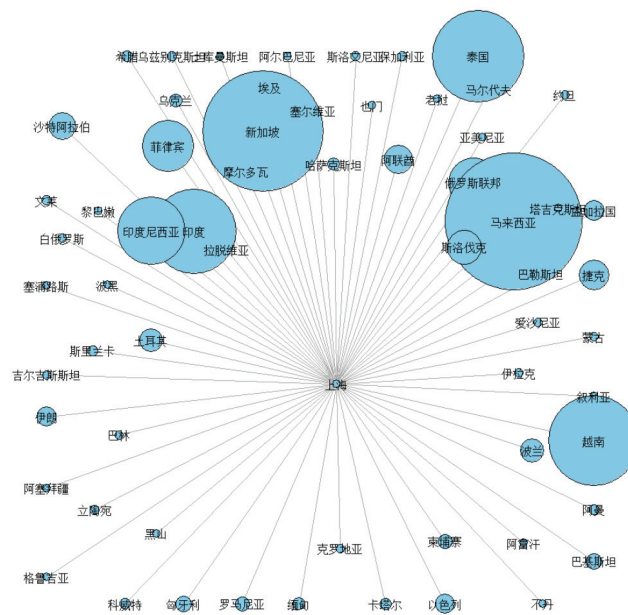 希腊
乌兹别克斯坦
土库曼斯坦
阿尔巴尼亚
斯洛文尼亚
保加利亚
泰国
马尔代夫
约旦
埃及
乌克兰
塞尔维亚
也门
老挝
沙特阿拉伯
新加坡
菲律宾
亚美尼亚
哈萨克斯坦
阿联酋
摩尔多瓦
俄罗斯联邦
文莱
黎巴嫩
塔吉克斯坦
孟加拉国
马来西亚
印度尼西亚
印度
白俄罗斯
拉脱维亚
斯洛伐克
巴勒斯坦
捷克
塞浦路斯
波黑
爱沙尼亚
土耳其
蒙古
斯里兰卡
吉尔吉斯斯坦
伊拉克
上海
叙利亚
伊朗
巴林
越南
波兰
阿塞拜疆
立陶宛
阿曼
黑山
柬埔寨
阿富汗
克罗地亚
巴基斯坦
格鲁吉亚
科威特
匈牙利
罗马尼亚
缅甸
卡塔尔
以色列
不丹